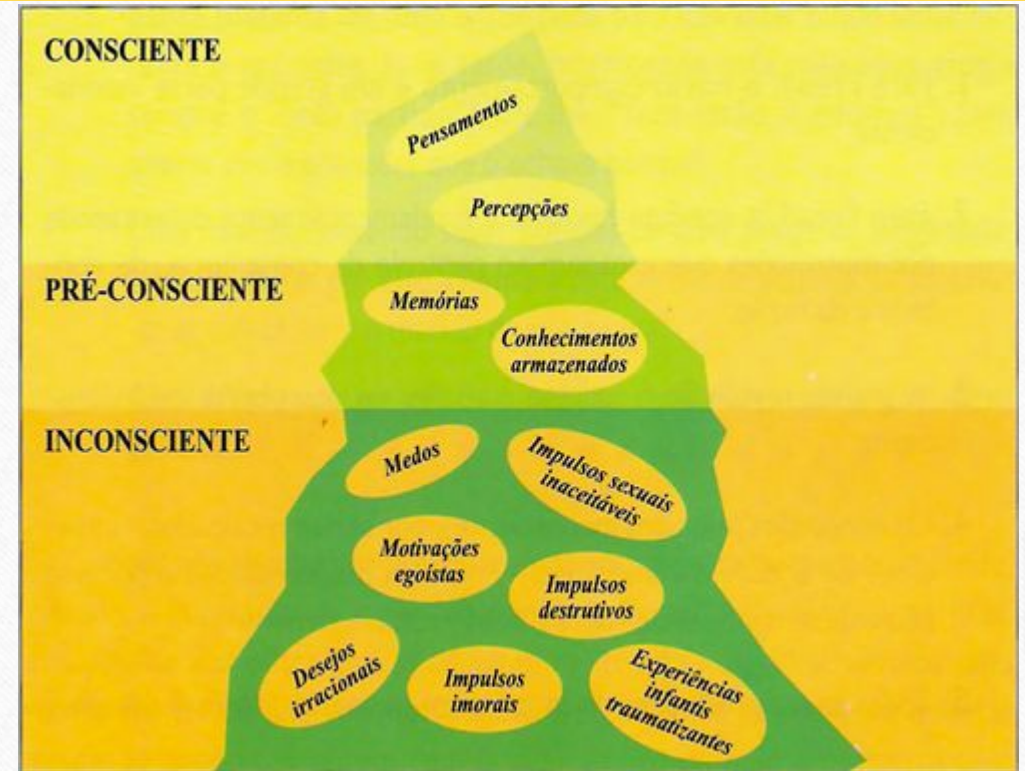 CONSCIENTE
Pensamentos
Percepções
PRÉ-CONSCIENTE
Memórias
Conhecimentos
armazenados
INCONSCIENTE
Medos
Impulsos sexuais
inaceitáveis
Motivações
egoístas
Impulsos
destrutivos
Desejos
irracionais
Impulsos
imorais
Experiências
infantis
traumatizantes